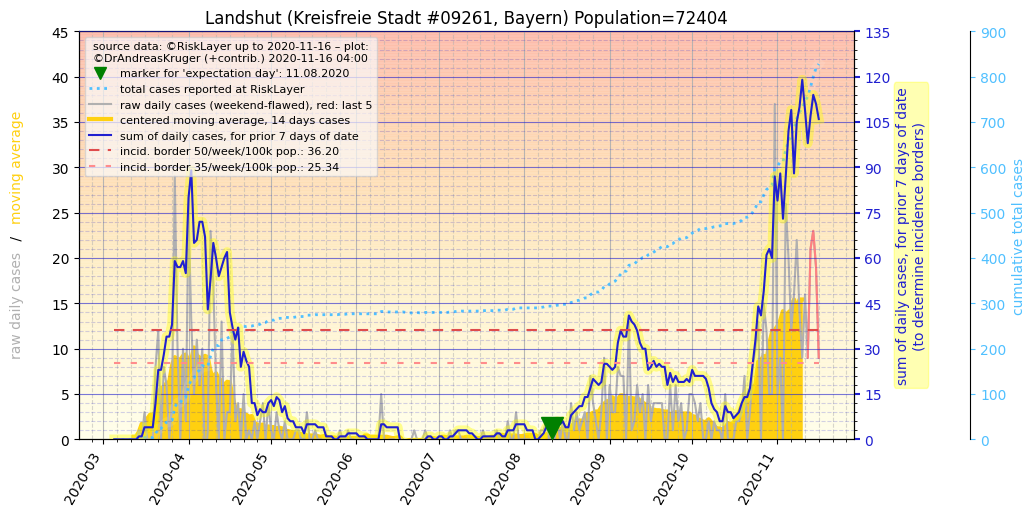 Landshut (Kreisfreie Stadt #09261, Bayern) Population=72404
source data: ©RiskLayer up to 2020-11-16 – plot:
©DrAndreasKruger (+contrib.) 2020-11-16 04:00
marker for 'expectation day': 11.08.2020
total cases reported at RiskLayer
raw daily cases (weekend-flawed), red: last 5
centered moving average, 14 days cases
sum of daily cases, for prior 7 days of date
incid. border 50/week/100k pop.: 36.20
incid. border 35/week/100k pop.: 25.34
raw daily cases / moving average
45
40
35
30
25
20
15
10
5
0
2020-03
2020-04
2020-05
2020-06
2020-07
2020-08
2020-09
2020-10
2020-11
135
120
105
90
75
60
45
30
15
0
sum of daily cases, for prior 7 days of date
(to determine incidence borders)
900
800
700
600
500
400
300
200
100
0
cumulative total cases